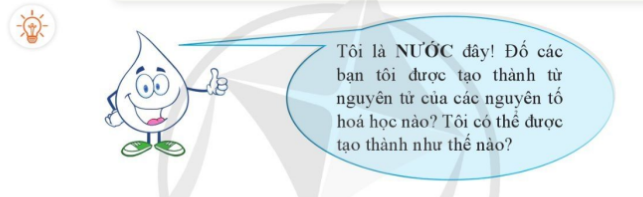 Tôi là NƯỚC đây! Đố các
bạn tôi được tạo thành từ
nguyên tử của các nguyên tố
hoá học nào? Tôi có thể được
tạo thành như thế nào?